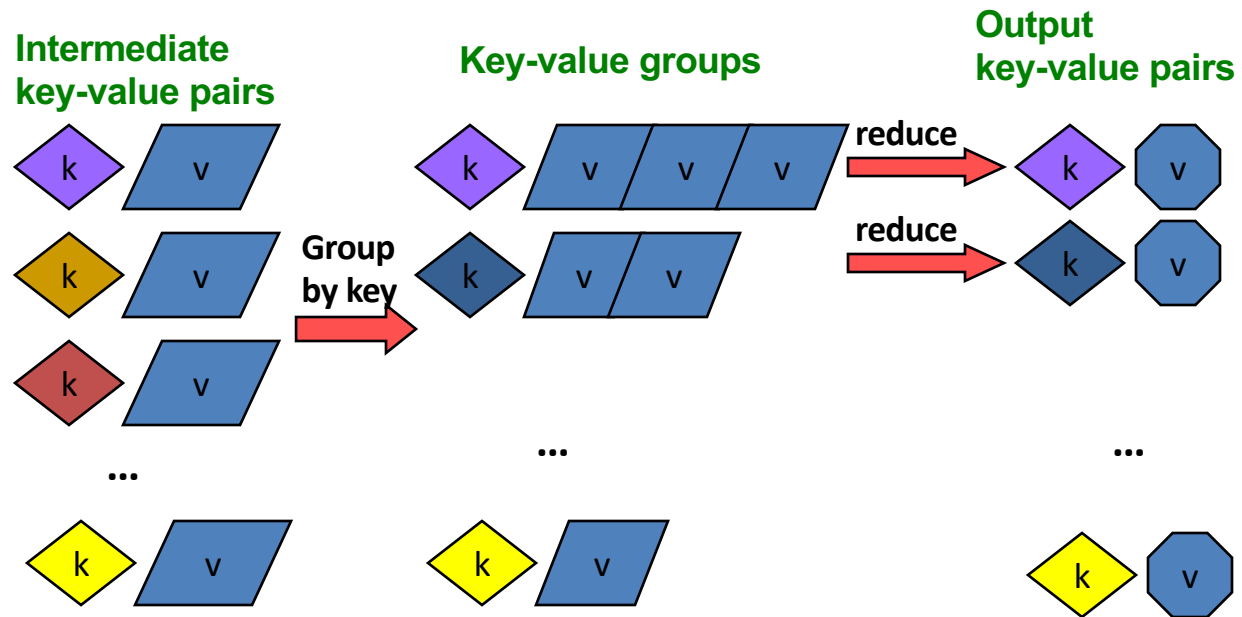 Intermediate
key-value pairs
Key-value groups
Output
key-value pairs
k v
k v v v
reduce
k v
k v
Group
by key
k v v
reduce
k v
k v
...
...
...
k v
k v
k v